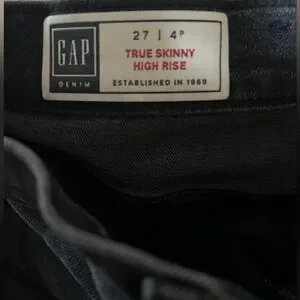 GAP
DENIM
27 | 4P
TRUE SKINNY
HIGH RISE
ESTABLISHED IN 1969